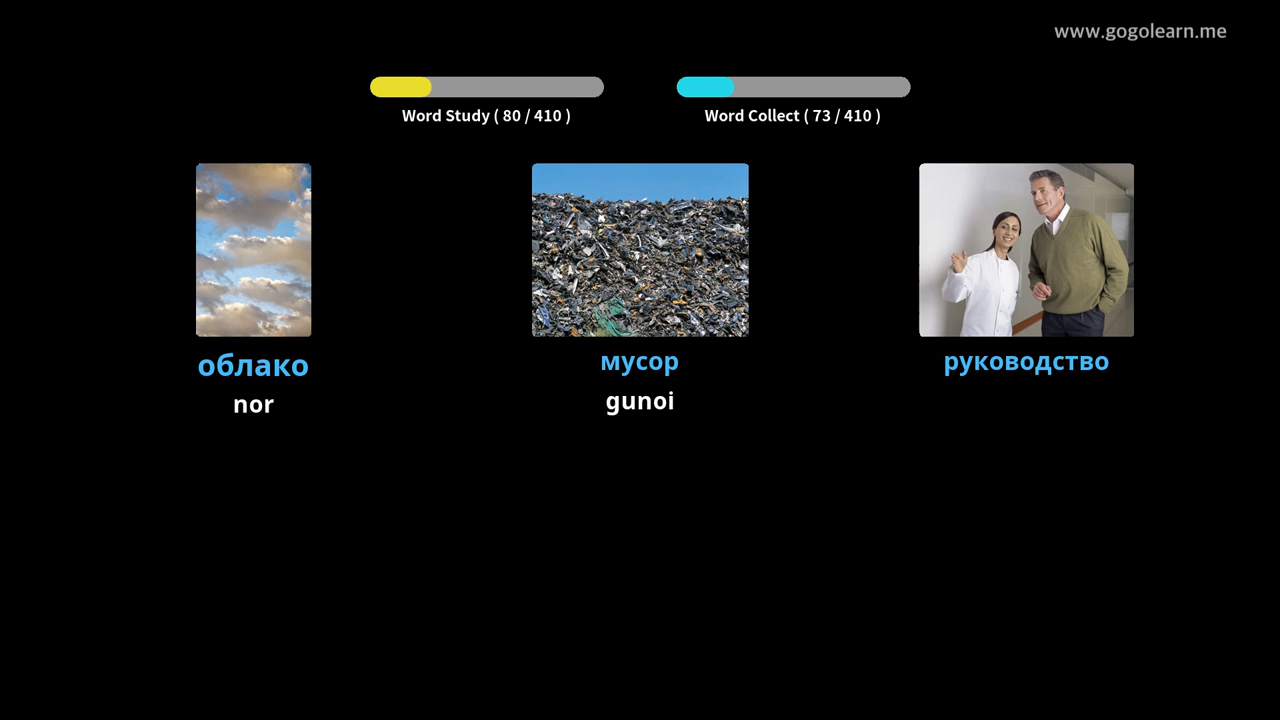 www.gogolearn.me
Word Study ( 80 / 410 )
Word Collect ( 73 / 410 )
облако
nor
мусор
gunoi
руководство